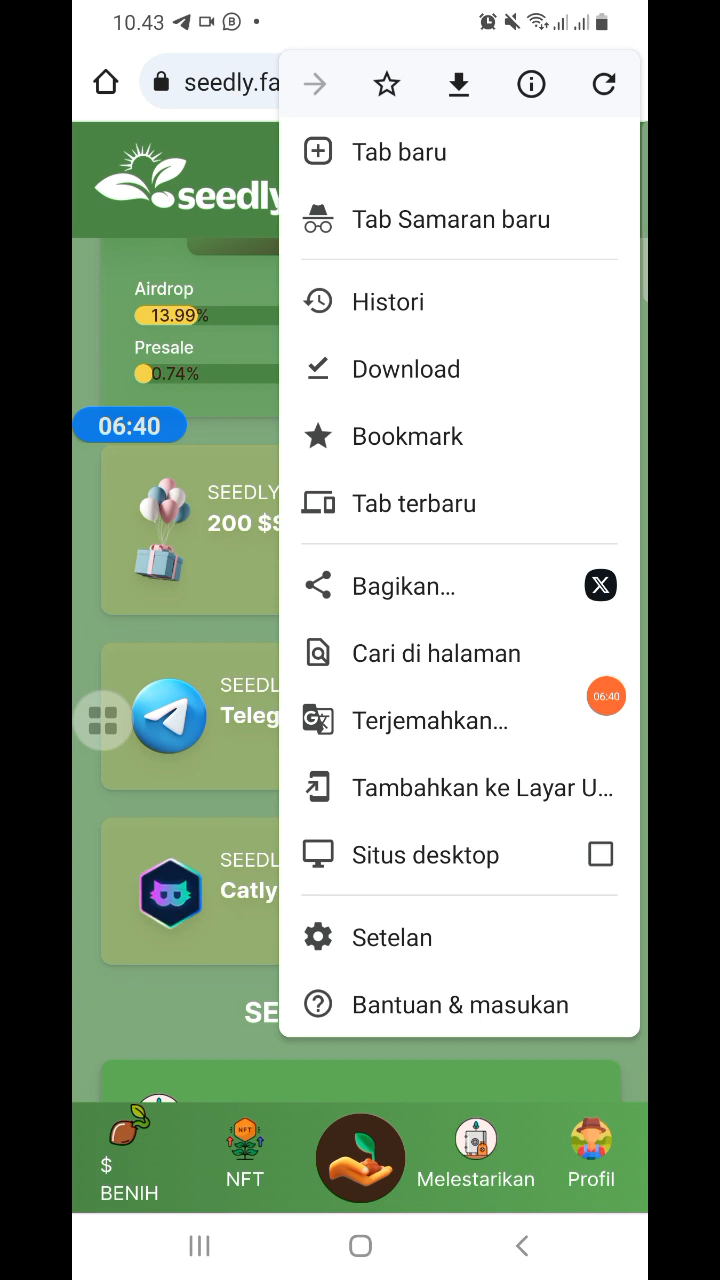 10.43
seedly.fa
Tab baru
Tab Samaran baru
Histori
Download
Bookmark
Tab terbaru
Bagikan...
Cari di halaman
Terjemahkan...
Tambahkan ke Layar U...
Situs desktop
Setelan
Bantuan & masukan
seedly
Airdrop
13.99%
Presale
0.74%
06:40
SEEDLY
200 $S
SEEDL
Teleg
06:40
SEEDL
Catly
SE
$
BENIH
NFT
NFT
Melestarikan
Profil